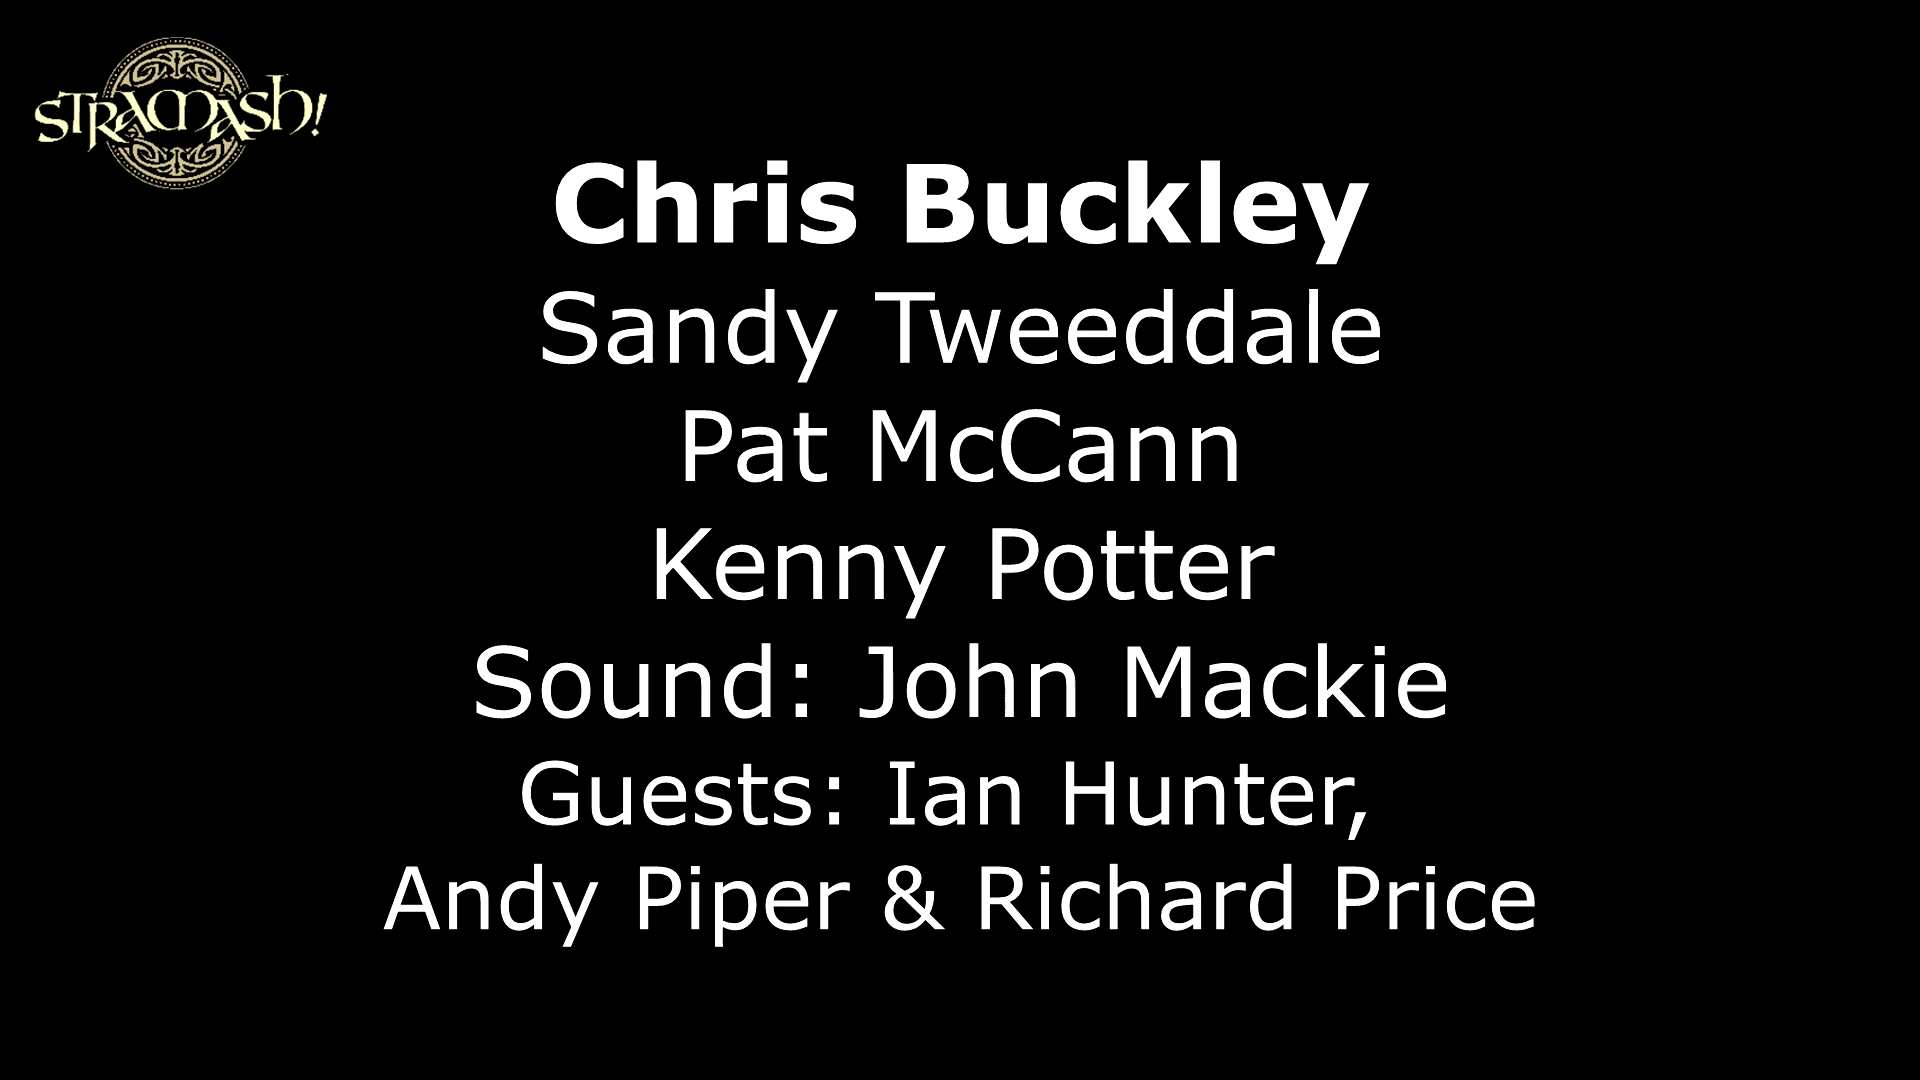 STRAMASH!
Chris Buckley
Sandy Tweeddale
Pat McCann
Kenny Potter
Sound: John Mackie
Guests: Ian Hunter,
Andy Piper & Richard Price